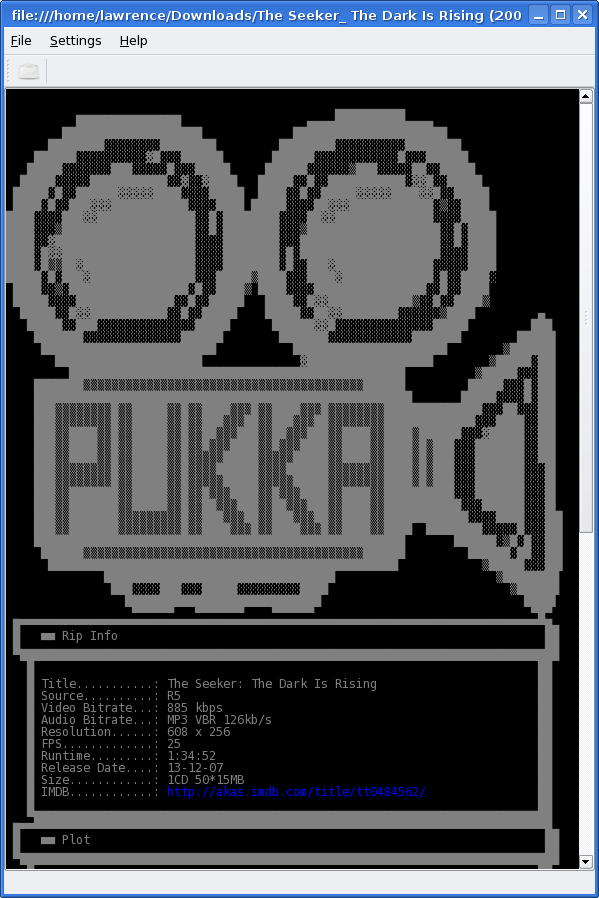 file:///home/lawrence/Downloads/The Seeker_ The Dark Is Rising (200
File Settings Help
PUKKA
Rip Info
Title...........: The Seeker: The Dark Is Rising
Source..........: R5
Video Bitrate...: 885 kbps
Audio Bitrate...: MP3 VBR 126kb/s
Resolution......: 608 x 256
FPS.............: 25
Runtime.........: 1:34:52
Release Date....: 13-12-07
Size............: 1CD 50*15MB
IMDB............: http://akas.imdb.com/title/tt0484562/
Plot